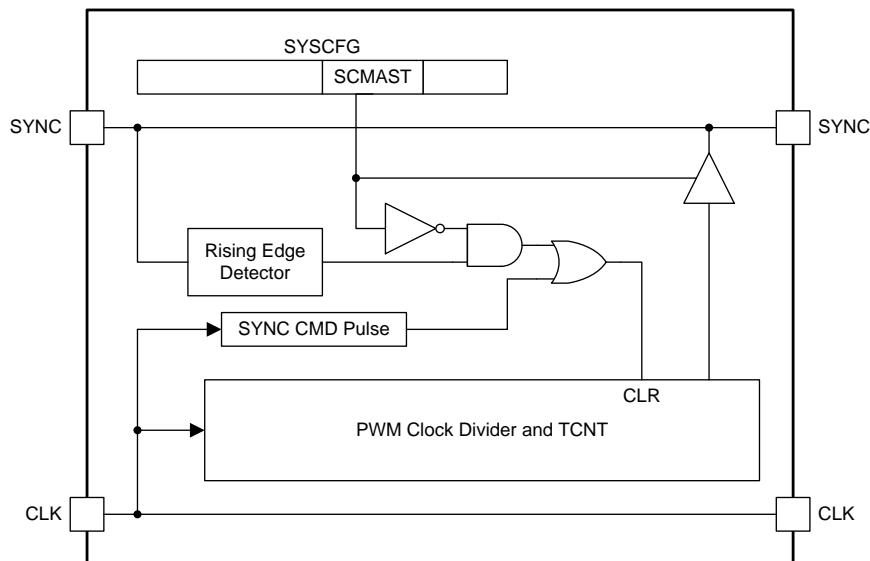 SYSCFG
SCMAST
SYNC
SYNC
Rising Edge
Detector
SYNC CMD Pulse
CLR
PWM Clock Divider and TCNT
CLK
CLK